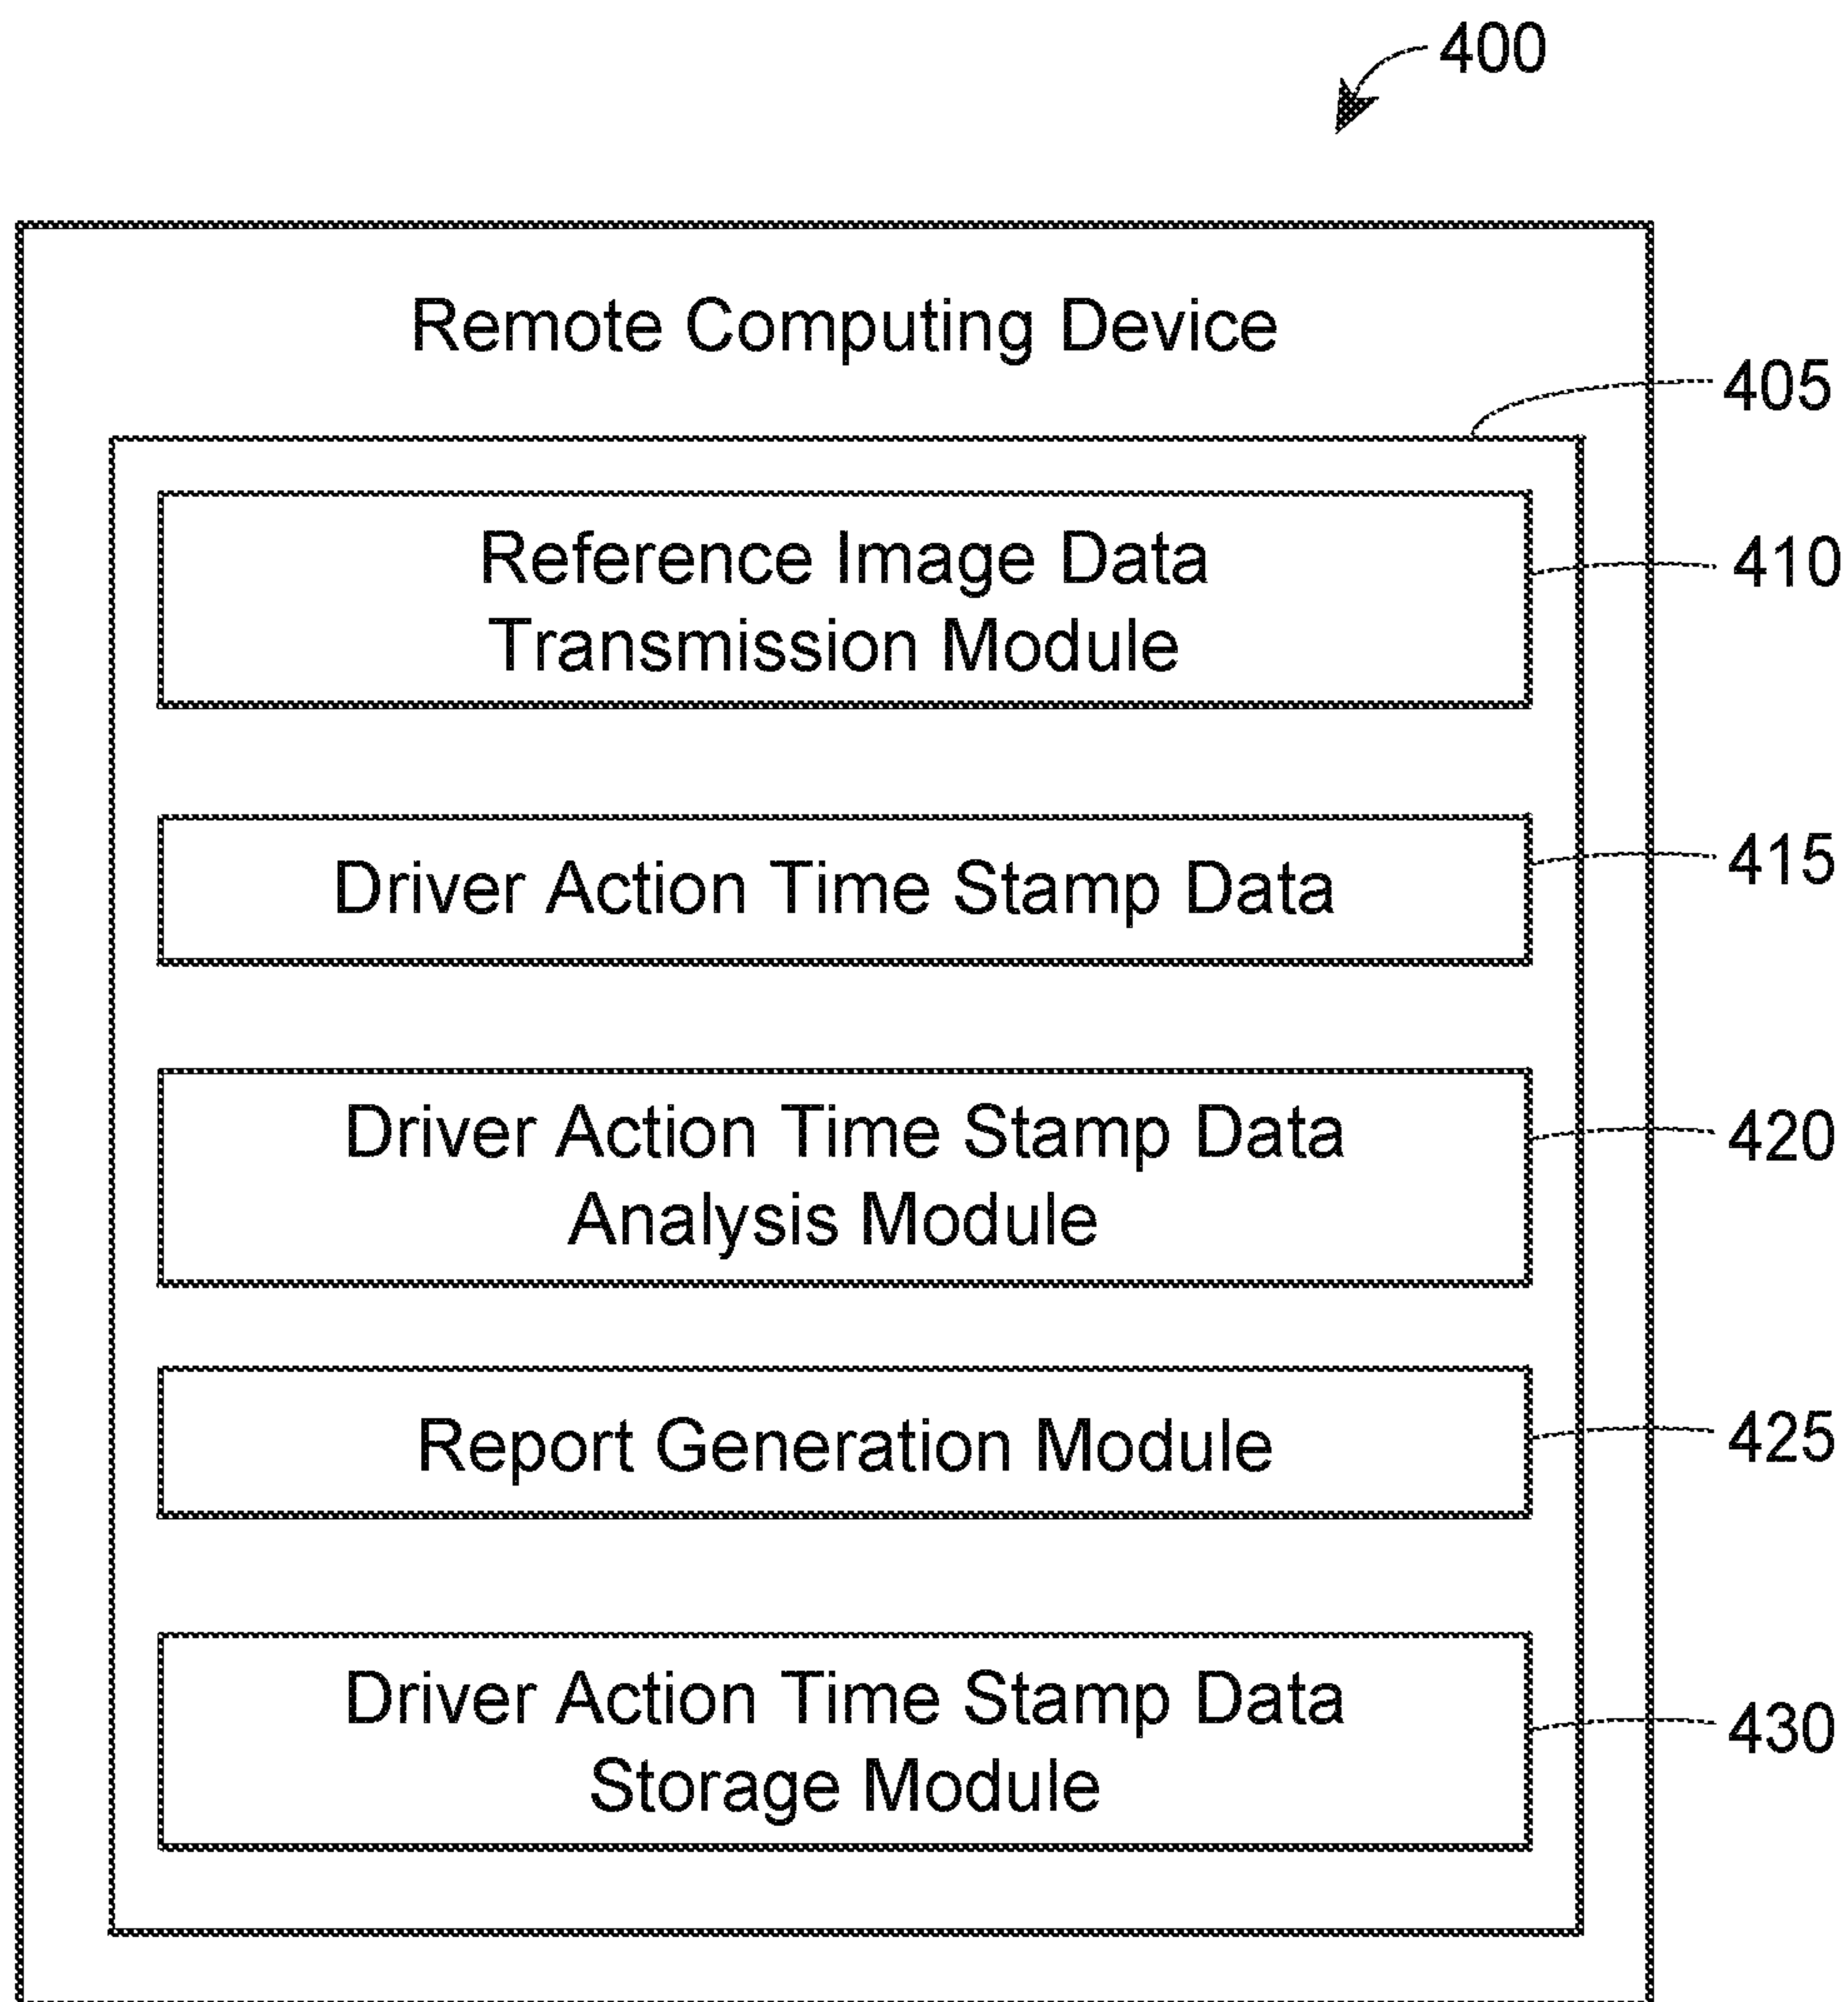 400
Remote Computing Device
405
Reference Image Data
Transmission Module
410
Driver Action Time Stamp Data
415
Driver Action Time Stamp Data
Analysis Module
420
Report Generation Module
425
Driver Action Time Stamp Data
Storage Module
430